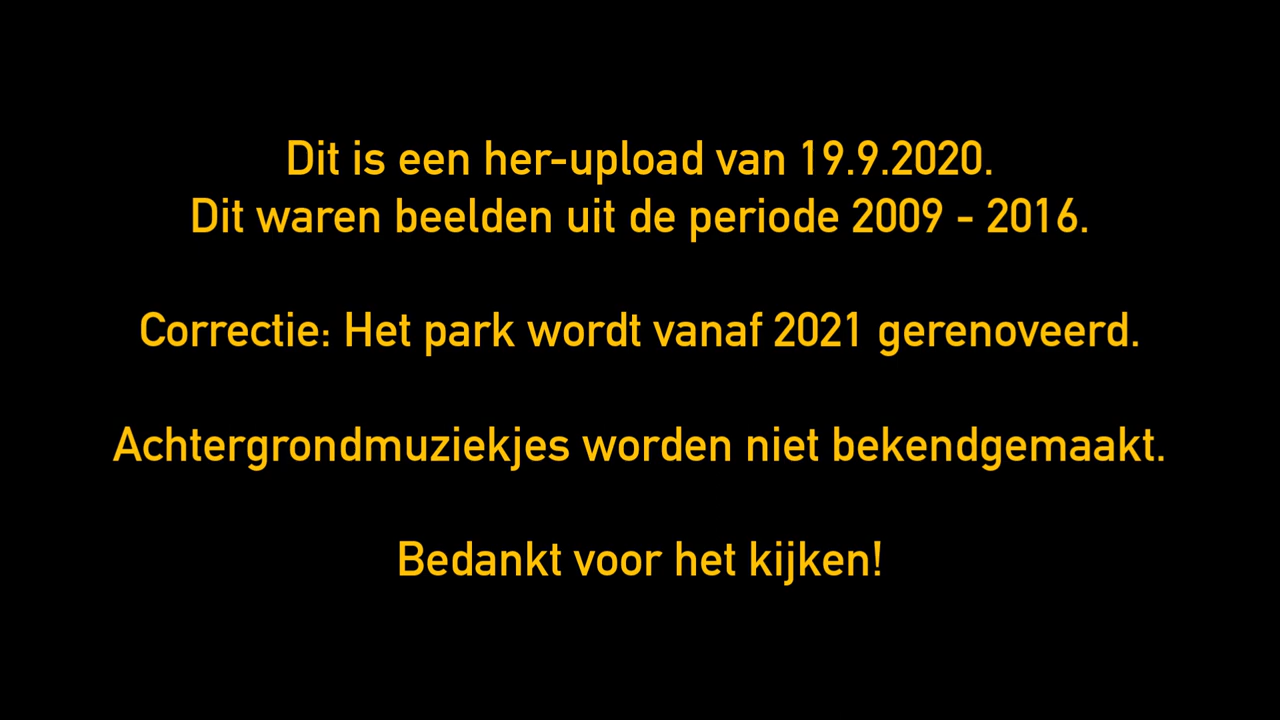 Dit is een her-upload van 19.9.2020.
Dit waren beelden uit de periode 2009 - 2016.
Correctie: Het park wordt vanaf 2021 gerenoveerd.
Achtergrondmuziekjes worden niet bekendgemaakt.
Bedankt voor het kijken!